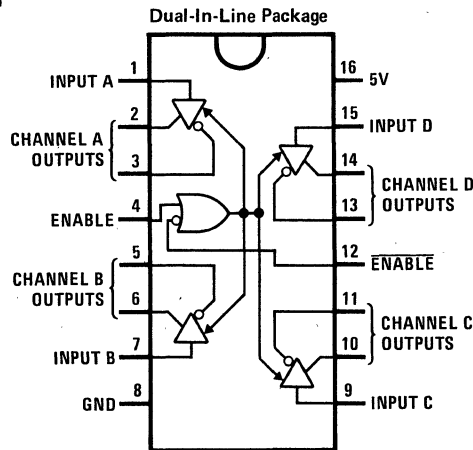 Dual-In-Line Package
INPUT A
1
2
CHANNEL A
OUTPUTS
3
ENABLE
4
5
CHANNEL B
OUTPUTS
6
INPUT B
7
GND
8
16
5V
15
INPUT D
14
CHANNEL D
OUTPUTS
13
12
ENABLE
11
CHANNEL C
OUTPUTS
10
9
INPUT C